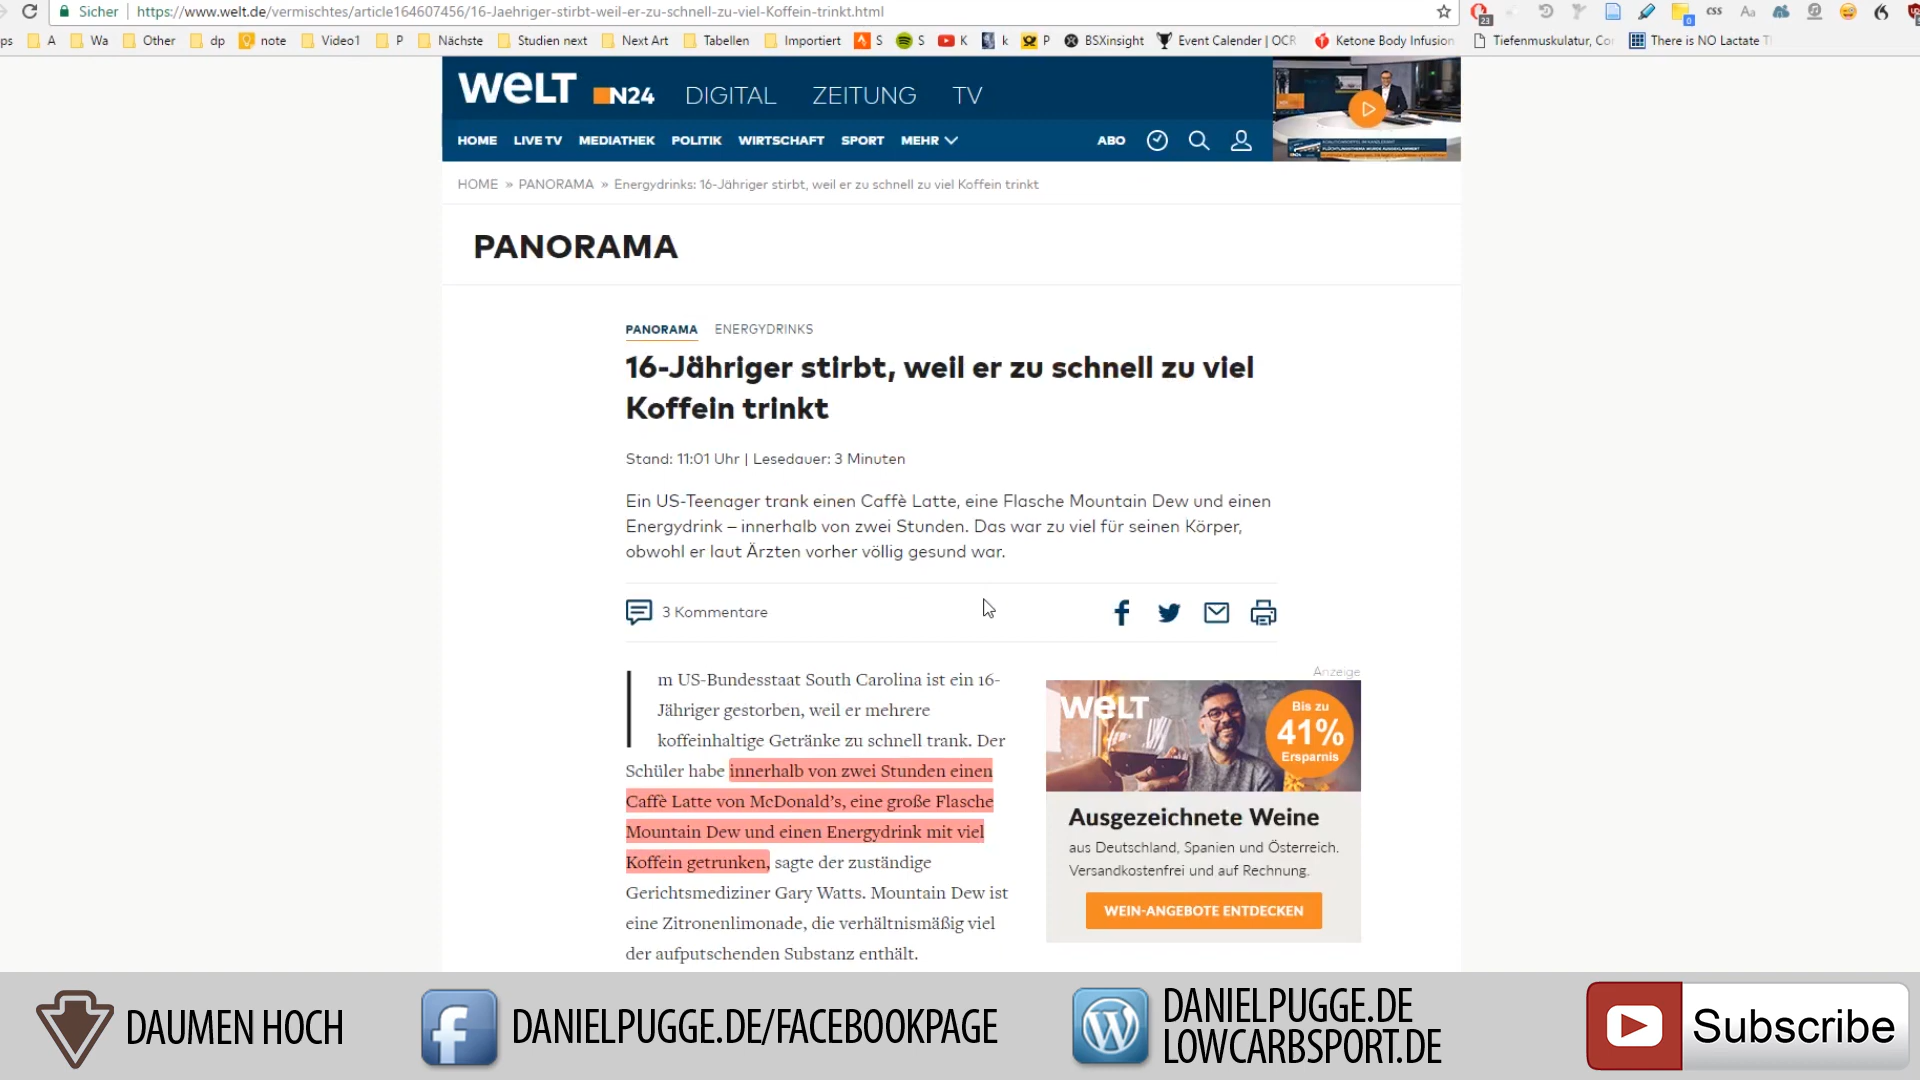 Sicher
https://www.welt.de/vermischtes/article164607456/16-Jaehriger-stirbt-weil-er-zu-schnell-zu-viel-Koffein-trinkt.html
23
0
css
Aa
ps
A
Wa
Other
dp
note
Video1
P
Nächste
Studien next
Next Art
Tabellen
Importiert
S
S
K
k
P
BSXinsight
Event Calender | OCR
Ketone Body Infusion
Tiefenmuskulatur, Cor
There is NO Lactate T
WELT N24 DIGITAL ZEITUNG TV
HOME LIVE TV MEDIATHEK POLITIK WIRTSCHAFT SPORT MEHR ABO
HOME » PANORAMA » Energydrinks: 16-Jähriger stirbt, weil er zu schnell zu viel Koffein trinkt
PANORAMA
PANORAMA ENERGYDRINKS
16-Jähriger stirbt, weil er zu schnell zu viel
Koffein trinkt
Stand: 11:01 Uhr | Lesedauer: 3 Minuten
Ein US-Teenager trank einen Caffè Latte, eine Flasche Mountain Dew und einen
Energydrink – innerhalb von zwei Stunden. Das war zu viel für seinen Körper,
obwohl er laut Ärzten vorher völlig gesund war.
3 Kommentare
Im US-Bundesstaat South Carolina ist ein 16-
Jähriger gestorben, weil er mehrere
koffeinhaltige Getränke zu schnell trank. Der
Schüler habe innerhalb von zwei Stunden einen
Caffè Latte von McDonald's, eine große Flasche
Mountain Dew und einen Energydrink mit viel
Koffein getrunken, sagte der zuständige
Gerichtsmediziner Gary Watts. Mountain Dew ist
eine Zitronenlimonade, die verhältnismäßig viel
der aufputschenden Substanz enthält.
Anzeige
WELT
Bis zu
41%
Ersparnis
Ausgezeichnete Weine
aus Deutschland, Spanien und Österreich.
Versandkostenfrei und auf Rechnung.
WEIN-ANGEBOTE ENTDECKEN
DAUMEN HOCH
DANIELPUGGE.DE/FACEBOOKPAGE
DANIELPUGGE.DE
LOWCARBSPORT.DE
Subscribe